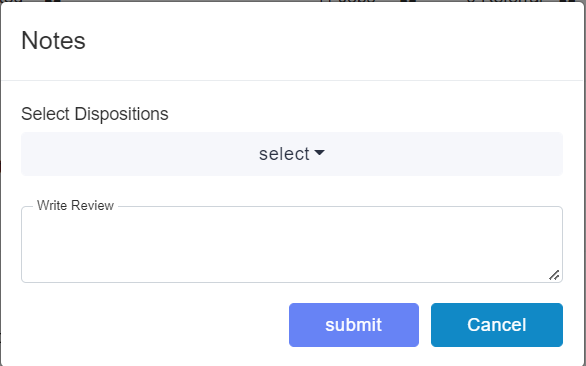 Notes
Select Dispositions
select
Write Review
submit
Cancel